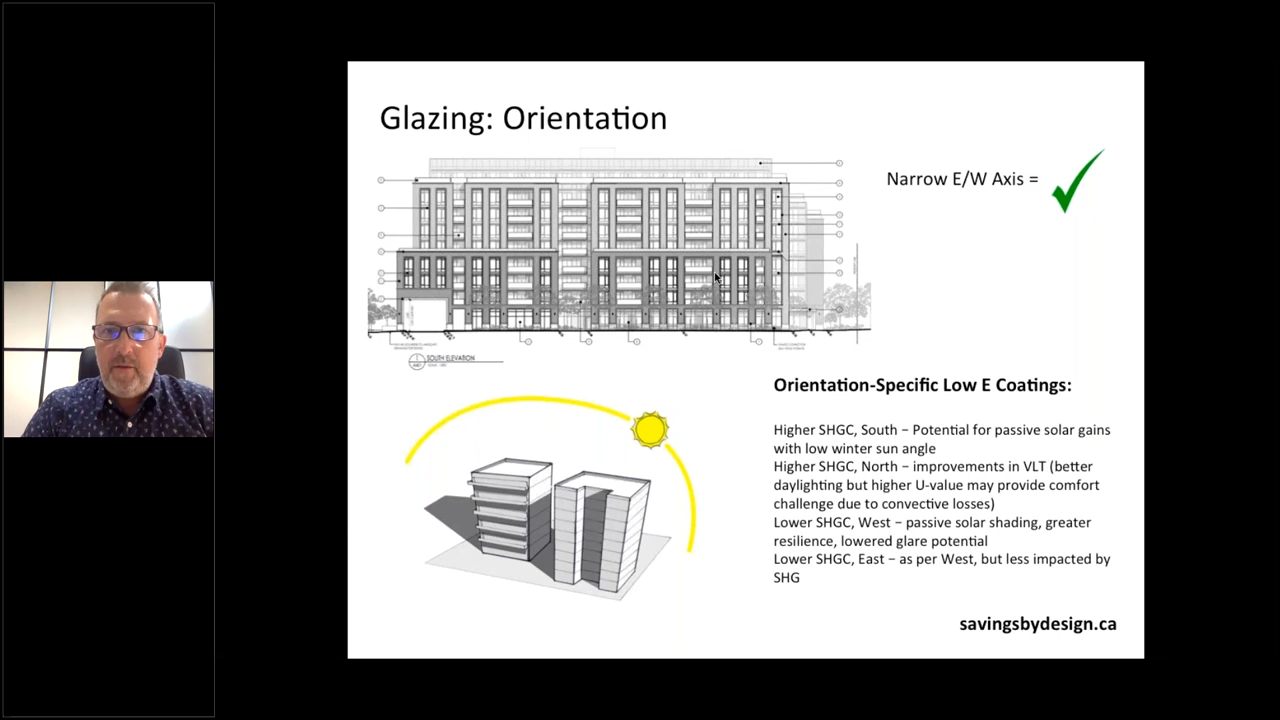 Glazing: Orientation
Narrow E/W Axis =
SOUTH ELEVATION
Orientation-Specific Low E Coatings:
Higher SHGC, South – Potential for passive solar gains
with low winter sun angle
Higher SHGC, North – improvements in VLT (better
daylighting but higher U-value may provide comfort
challenge due to convective losses)
Lower SHGC, West – passive solar shading, greater
resilience, lowered glare potential
Lower SHGC, East – as per West, but less impacted by
SHG
savingsbydesign.ca